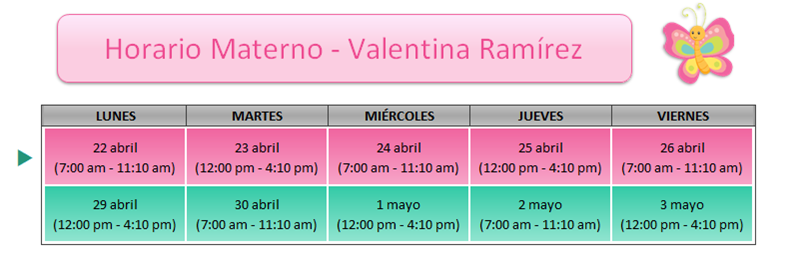 Horario Materno - Valentina Ramírez
LUNES MARTES MIÉRCOLES JUEVES VIERNES
22 abril 23 abril 24 abril 25 abril 26 abril
(7:00 am - 11:10 am) (12:00 pm - 4:10 pm) (7:00 am - 11:10 am) (12:00 pm - 4:10 pm) (7:00 am - 11:10 am)
29 abril 30 abril 1 mayo 2 mayo 3 mayo
(12:00 pm - 4:10 pm) (7:00 am - 11:10 am) (12:00 pm - 4:10 pm) (7:00 am - 11:10 am) (12:00 pm - 4:10 pm)